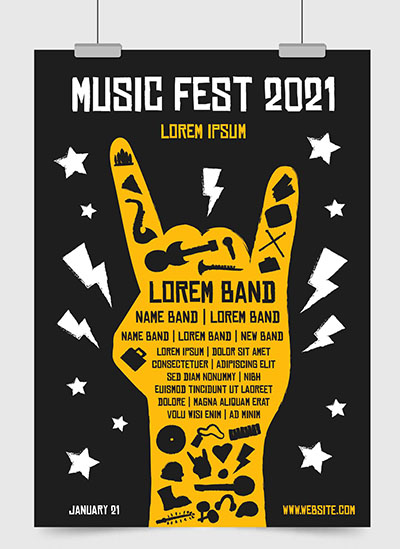 MUSIC FEST 2021
LOREM IPSUM
LOREM BAND
NAME BAND | LOREM BAND
NAME BAND | LOREM BAND | NEW BAND
LOREM IPSUM | DOLOR SIT AMET
CONSECTETUER | ADIPISCING ELIT
SED DIAM NONUMMY | NIBH
EUISMOD TINCIDUNT UT LAOREET
DOLORE | MAGNA ALIQUAM ERAT
VOLUTPAT WISI ENIM | AD MINIM
JANUARY 21
WWW.WEBSITE.COM